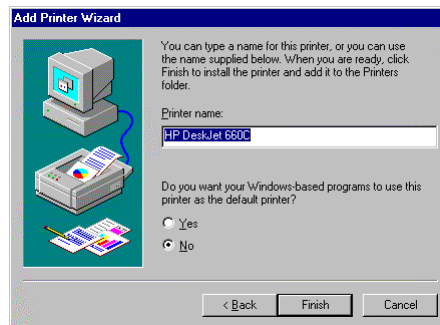 Add Printer Wizard
You can type a name for this printer, or you can use
the name supplied below. When you are ready, click
Finish to install the printer and add it to the Printers
folder.
Printer name:
HP DeskJet 660C
Do you want your Windows-based programs to use this
printer as the default printer?
Yes
No
< Back Finish Cancel